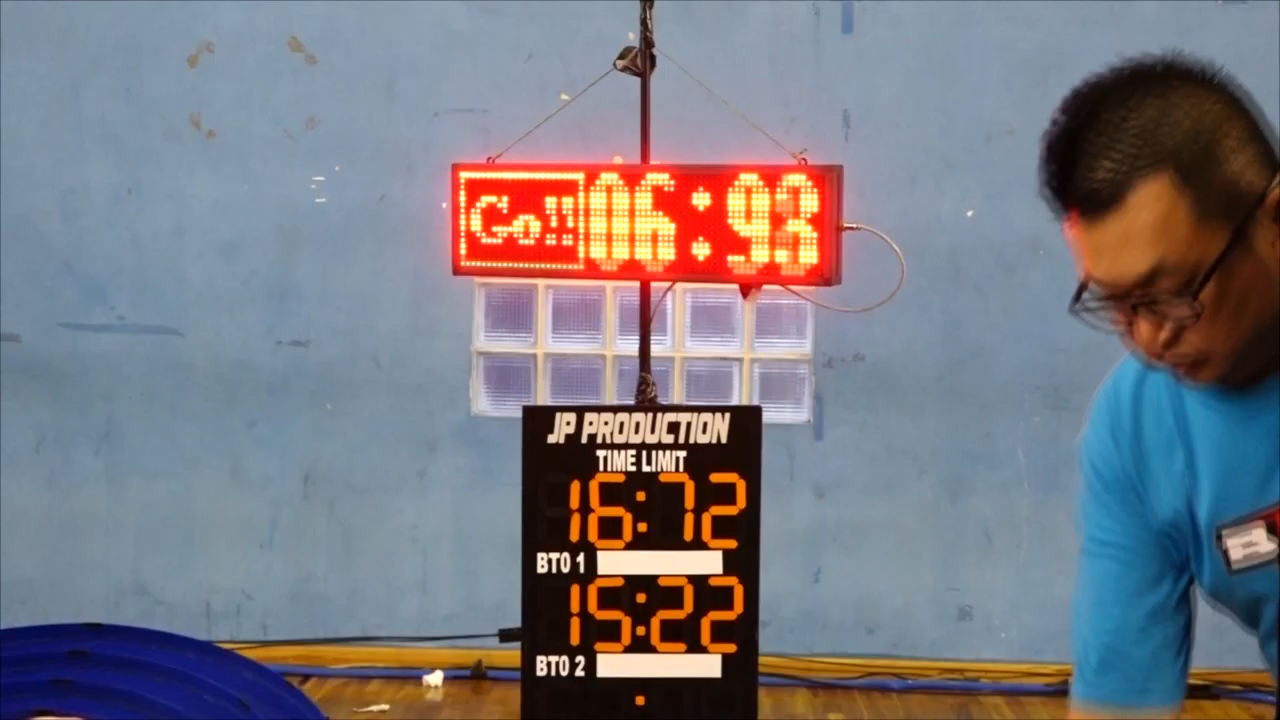 Go!! 06:93
JP PRODUCTION
TIME LIMIT
16:72
BTO 1
15:22
BTO 2